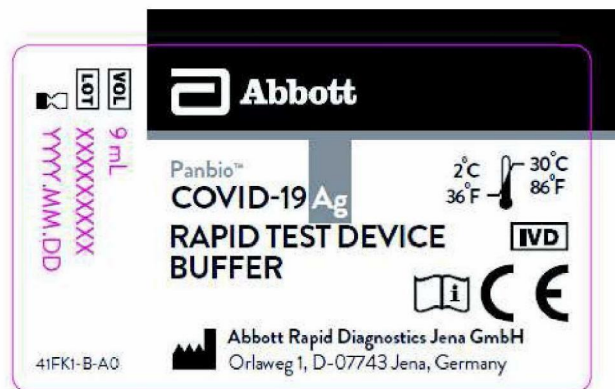 Abbott
Panbio™
COVID-19 Ag
RAPID TEST DEVICE
BUFFER
2°C
36°F
30°C
86°F
IVD
i
CE
Abbott Rapid Diagnostics Jena GmbH
Orlaweg 1, D-07743 Jena, Germany
VOL 9 mL
LOT XXXXXXXXX
YYYY.MM.DD
41FK1-B-A0